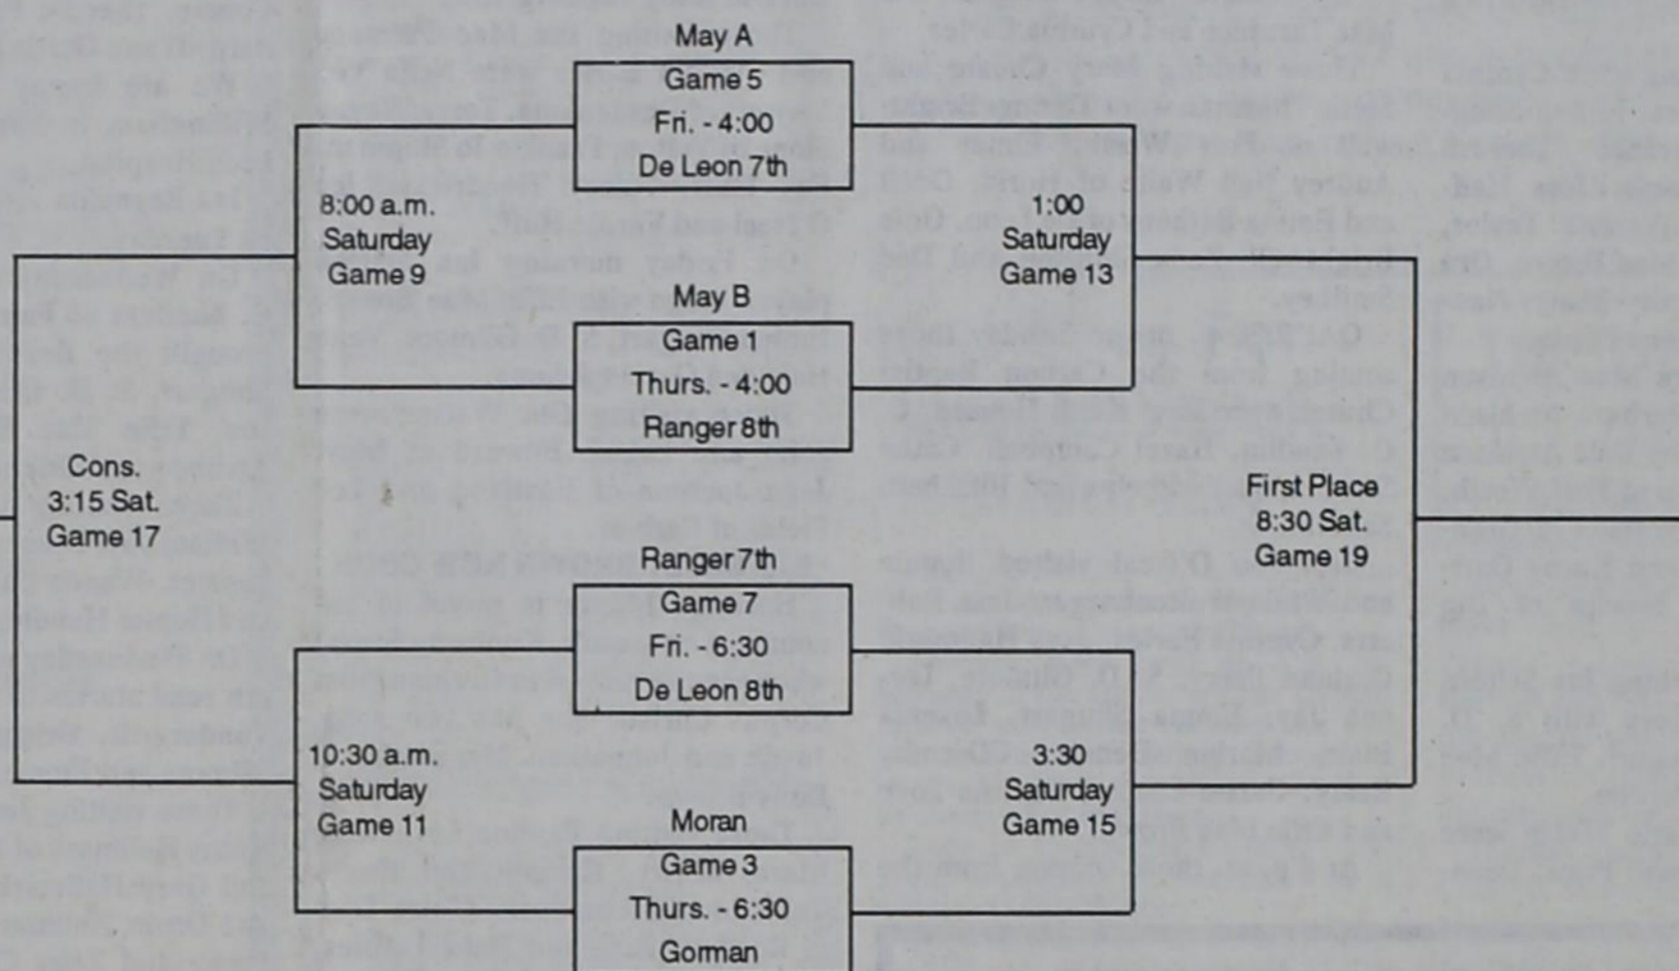 May A
Game 5
Fri. - 4:00
De Leon 7th
8:00 a.m.
Saturday
Game 9
1:00
Saturday
Game 13
May B
Game 1
Thurs. - 4:00
Ranger 8th
Cons.
3:15 Sat.
Game 17
First Place
8:30 Sat.
Game 19
Ranger 7th
Game 7
Fri. - 6:30
De Leon 8th
10:30 a.m.
Saturday
Game 11
3:30
Saturday
Game 15
Moran
Game 3
Thurs. - 6:30
Gorman